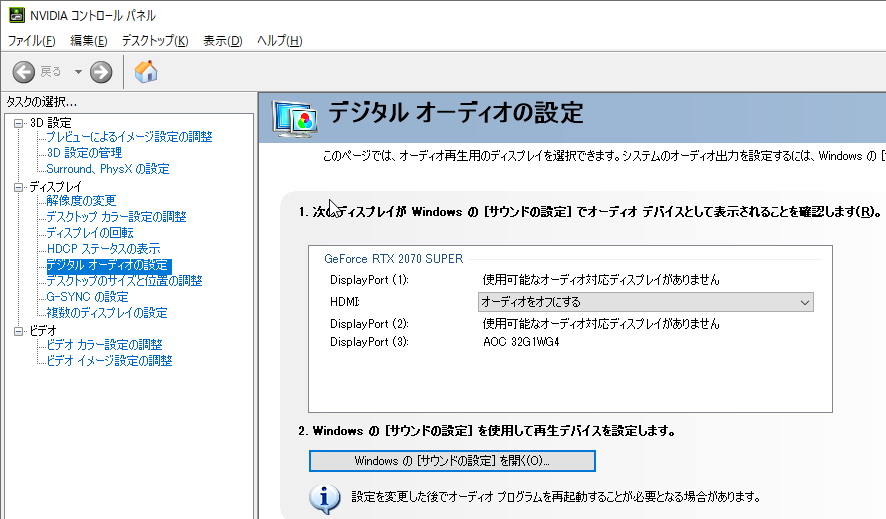 NVIDIA コントロール パネル
ファイル(F) 編集(E) デスクトップ(K) 表示(D) ヘルプ(H)
戻る
タスクの選択...
3D 設定
プレビューによるイメージ設定の調整
3D 設定の管理
Surround、PhysX の設定
ディスプレイ
解像度の変更
デスクトップ カラー設定の調整
ディスプレイの回転
HDCP ステータスの表示
デジタル オーディオの設定
デスクトップのサイズと位置の調整
G-SYNC の設定
複数のディスプレイの設定
ビデオ
ビデオ カラー設定の調整
ビデオ イメージ設定の調整
デジタル オーディオの設定
このページでは、オーディオ再生用のディスプレイを選択できます。システムのオーディオ出力を設定するには、Windows の [
1. 次のディスプレイが Windows の [サウンドの設定] でオーディオ デバイスとして表示されることを確認します(R)。
GeForce RTX 2070 SUPER
DisplayPort (1): 使用可能なオーディオ対応ディスプレイがありません
HDMI: オーディオをオフにする
DisplayPort (2): 使用可能なオーディオ対応ディスプレイがありません
DisplayPort (3): AOC 32G1WG4
2. Windows の [サウンドの設定] を使用して再生デバイスを設定します。
Windows の [サウンドの設定] を開く(O)...
設定を変更した後でオーディオ プログラムを再起動することが必要となる場合があります。